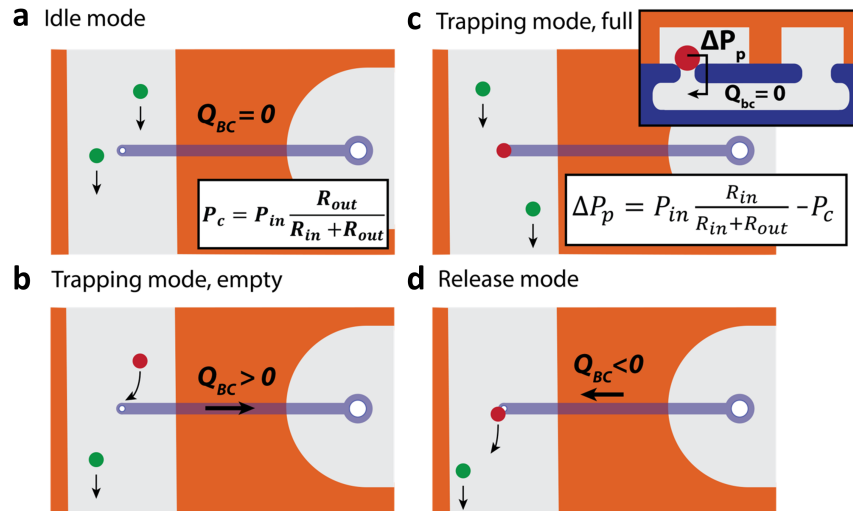 a Idle mode
Q_BC = 0
P_c = P_in R_out / R_in + R_out
c Trapping mode, full
ΔP_p
Q_bc = 0
ΔP_p = P_in R_in / R_in + R_out – P_c
b Trapping mode, empty
Q_BC > 0
d Release mode
Q_BC < 0